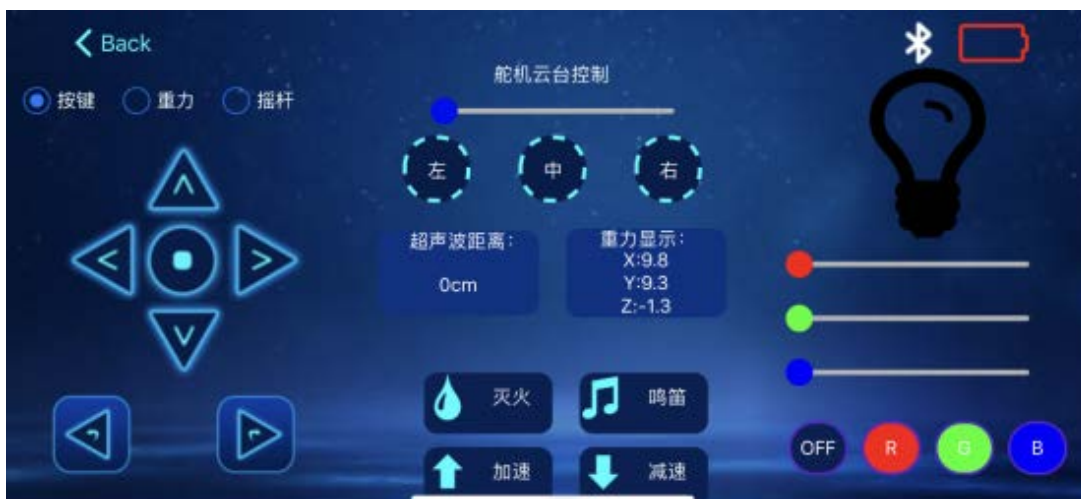 Back
按键 重力 摇杆
舵机云台控制
左 中 右
超声波距离:
0cm
重力显示:
X:9.8
Y:9.3
Z:-1.3
灭火 鸣笛
加速 减速
OFF R G B